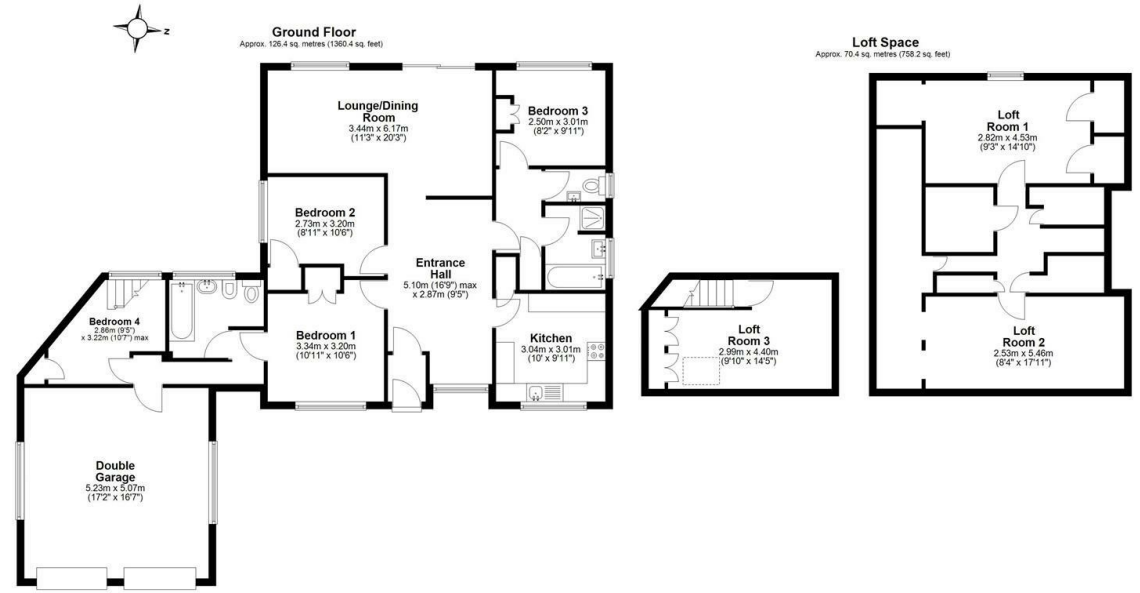 Z
Ground Floor
Approx. 126.4 sq. metres (1360.4 sq. feet)
Lounge/Dining
Room
3.44m x 6.17m
(11'3" x 20'3")
Bedroom 3
2.50m x 3.01m
(8'2" x 9'11")
Bedroom 2
2.73m x 3.20m
(8'11" x 10'6")
Entrance
Hall
5.10m (16'9") max
x 2.87m (9'5")
Bedroom 4
2.86m (9'5")
x 3.22m (10'7") max
Bedroom 1
3.34m x 3.20m
(10'11" x 10'6")
Kitchen
3.04m x 3.01m
(10' x 9'11")
Double
Garage
5.23m x 5.07m
(17'2" x 16'7")
Loft Space
Approx. 70.4 sq. metres (758.2 sq. feet)
Loft
Room 1
2.82m x 4.53m
(9'3" x 14'10")
Loft
Room 3
2.99m x 4.40m
(9'10" x 14'5")
Loft
Room 2
2.53m x 5.46m
(8'4" x 17'11")